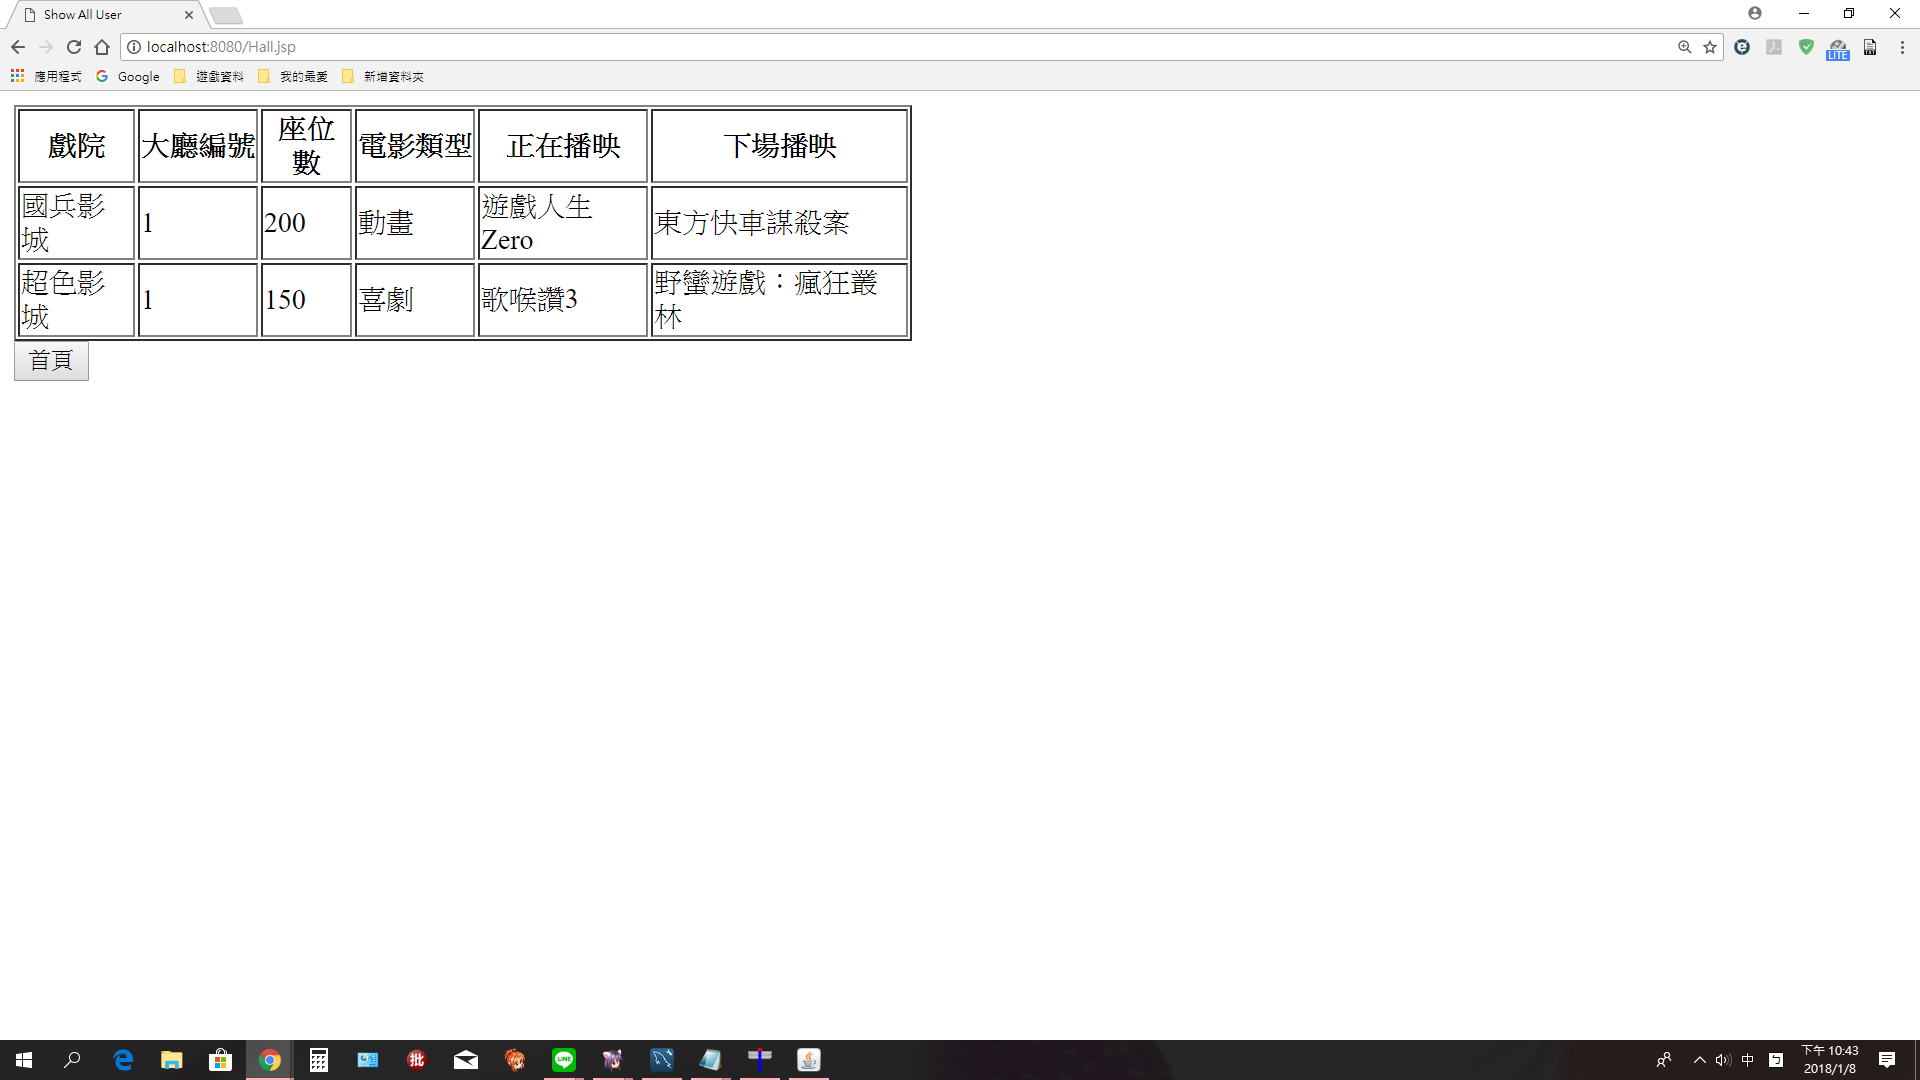 Show All User
localhost:8080/Hall.jsp
應用程式 Google 遊戲資料 我的最愛 新增資料夾
LITE
戲院 大廳編號 座位數 電影類型 正在播映 下場播映
國兵影城 1 200 動畫 遊戲人生 Zero 東方快車謀殺案
超色影城 1 150 喜劇 歌喉讚3 野蠻遊戲：瘋狂叢林
首頁
批
LINE
中
下午 10:43
2018/1/8